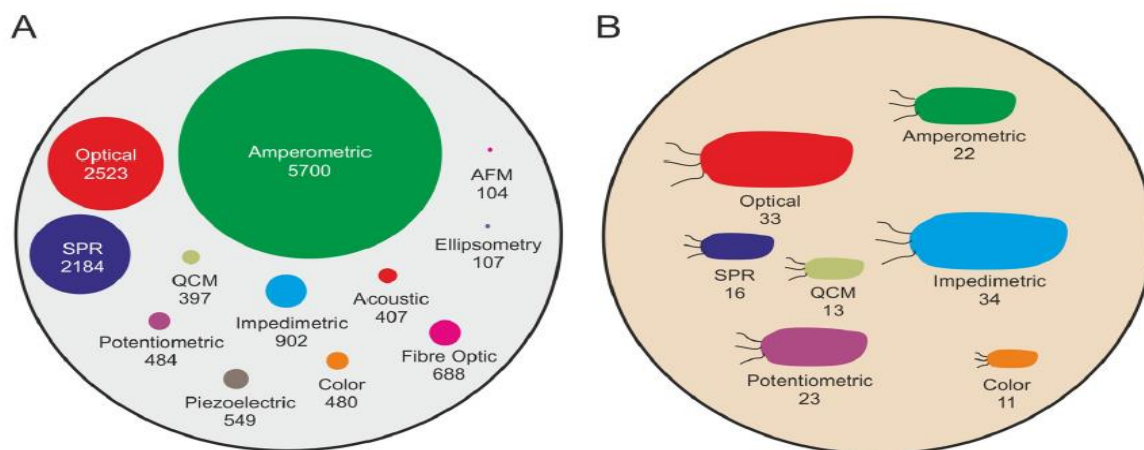 A
Optical
2523
Amperometric
5700
AFM
104
SPR
2184
Ellipsometry
107
QCM
397
Acoustic
407
Impedimetric
902
Potentiometric
484
Fibre Optic
688
Color
480
Piezoelectric
549
B
Amperometric
22
Optical
33
SPR
16
QCM
13
Impedimetric
34
Potentiometric
23
Color
11